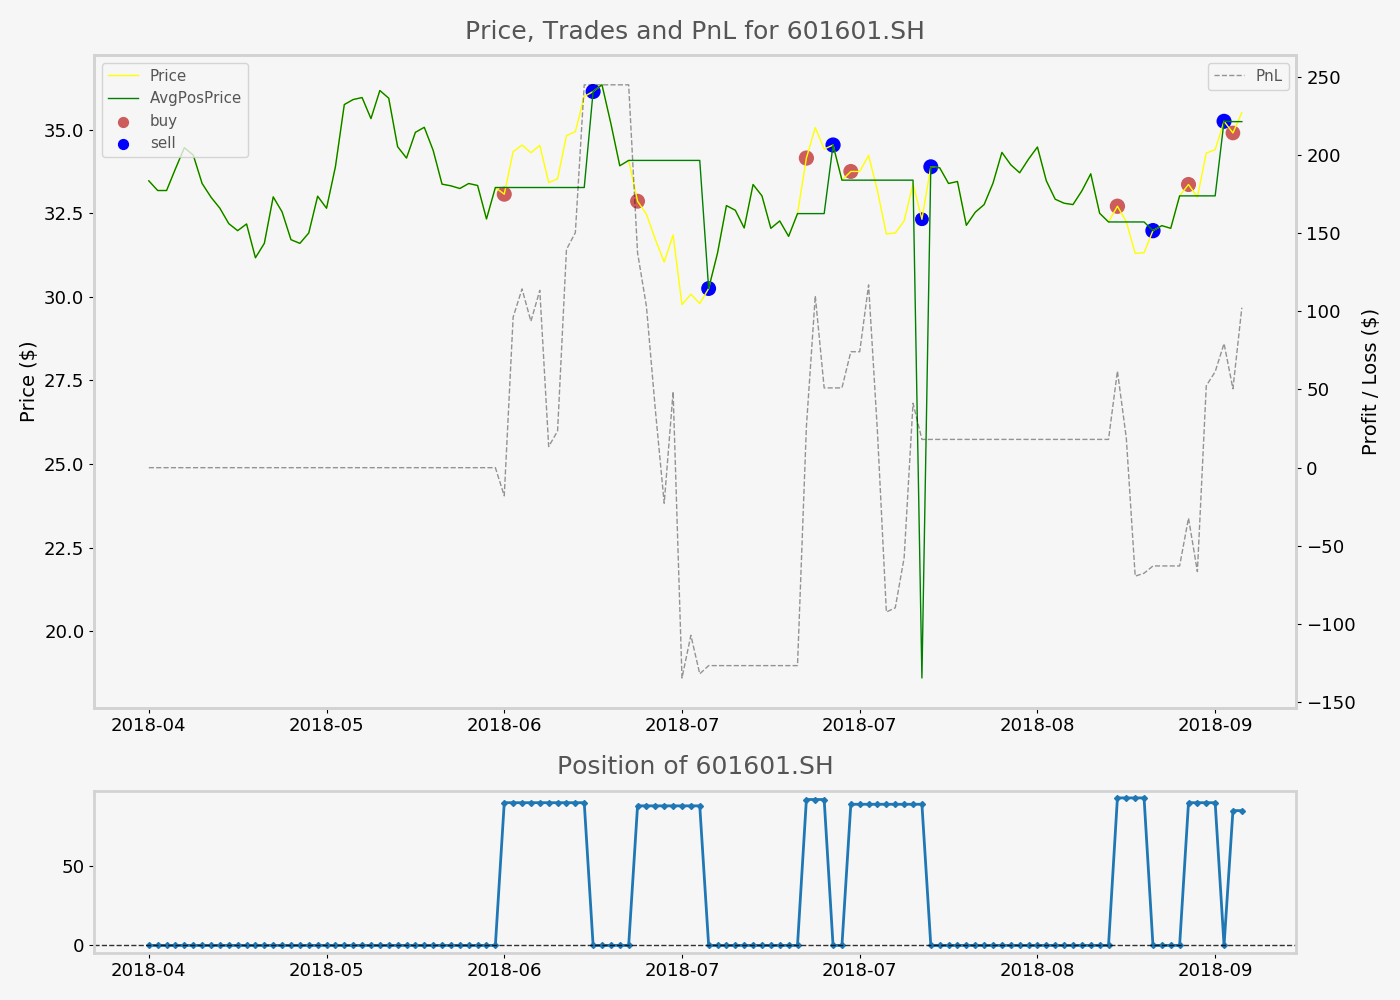 Price, Trades and PnL for 601601.SH
Price
AvgPosPrice
buy
sell
PnL
Price ($)
35.0
32.5
30.0
27.5
25.0
22.5
20.0
250
200
150
100
50
0
−50
−100
−150
Profit / Loss ($)
2018-04 2018-05 2018-06 2018-07 2018-07 2018-08 2018-09
Position of 601601.SH
50
0
2018-04 2018-05 2018-06 2018-07 2018-07 2018-08 2018-09